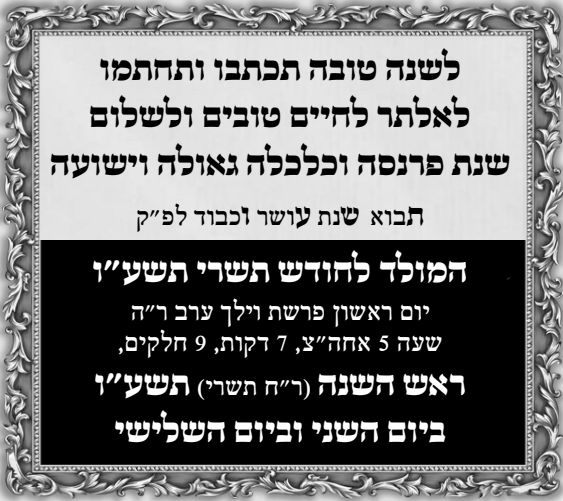 לשנה טובה תכתבו ותחתמו
לאלתר לחיים טובים ולשלום
שנת פרנסה וכלכלה גאולה וישועה
תבוא שנת עושר וכבוד לפ״ק
המולד לחודש תשרי תשע״ו
יום ראשון פרשת וילך ערב ר״ה
שעה 5 אחה״צ, 7 דקות, 9 חלקים,
ראש השנה (ר״ח תשרי) תשע״ו
ביום השני וביום השלישי